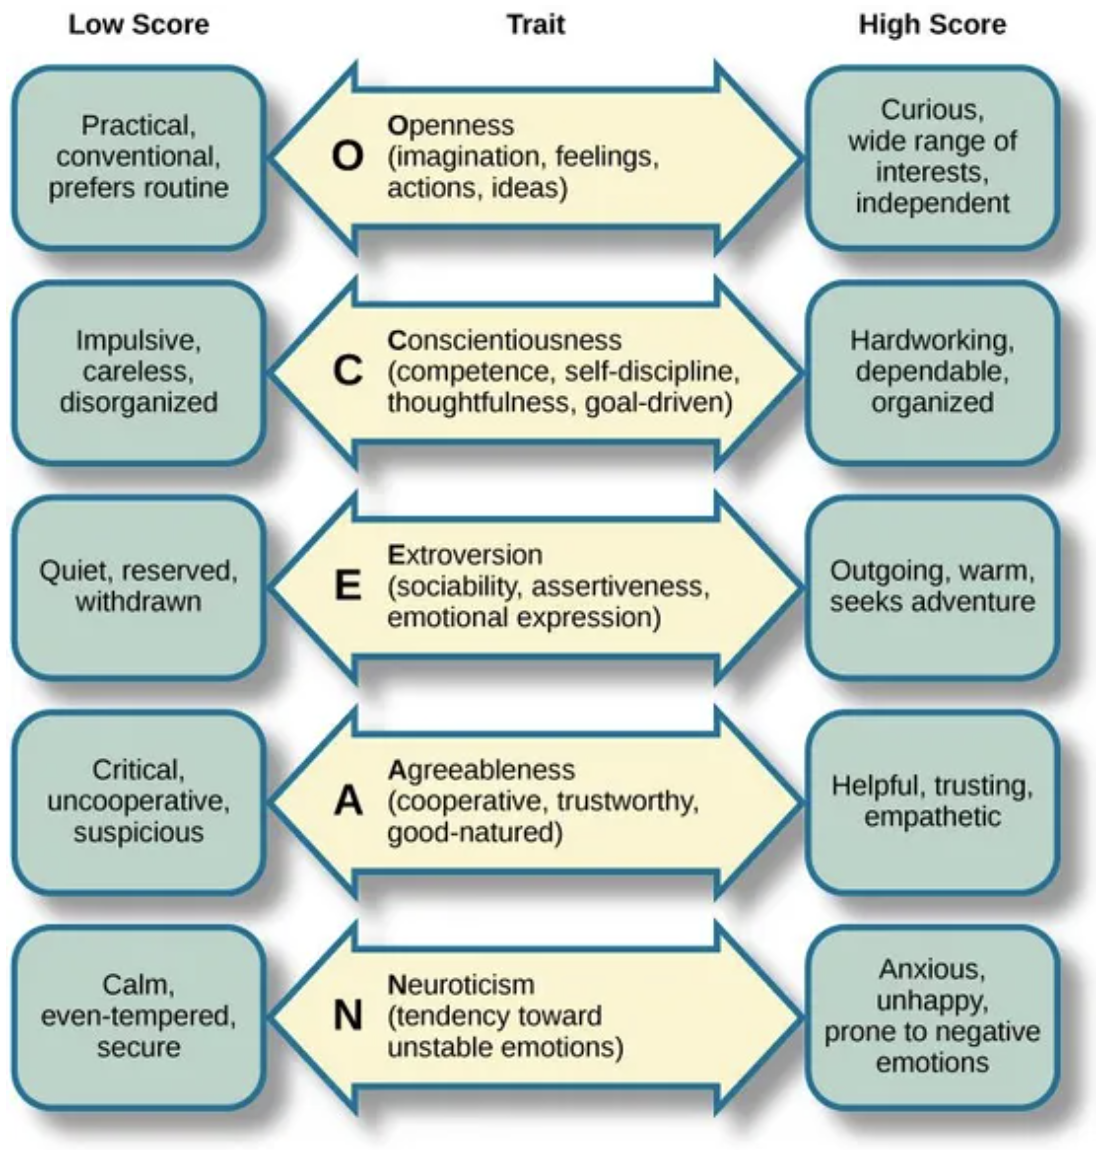 Low Score
Trait
High Score
Practical,
conventional,
prefers routine
O
Openness
(imagination, feelings,
actions, ideas)
Curious,
wide range of
interests,
independent
Impulsive,
careless,
disorganized
C
Conscientiousness
(competence, self-discipline,
thoughtfulness, goal-driven)
Hardworking,
dependable,
organized
Quiet, reserved,
withdrawn
E
Extroversion
(sociability, assertiveness,
emotional expression)
Outgoing, warm,
seeks adventure
Critical,
uncooperative,
suspicious
A
Agreeableness
(cooperative, trustworthy,
good-natured)
Helpful, trusting,
empathetic
Calm,
even-tempered,
secure
N
Neuroticism
(tendency toward
unstable emotions)
Anxious,
unhappy,
prone to negative
emotions